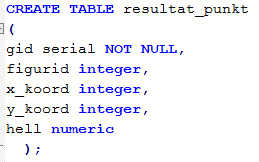 CREATE TABLE resultat_punkt
(
gid serial NOT NULL,
figurid integer,
x_koord integer,
y_koord integer,
hell numeric
);